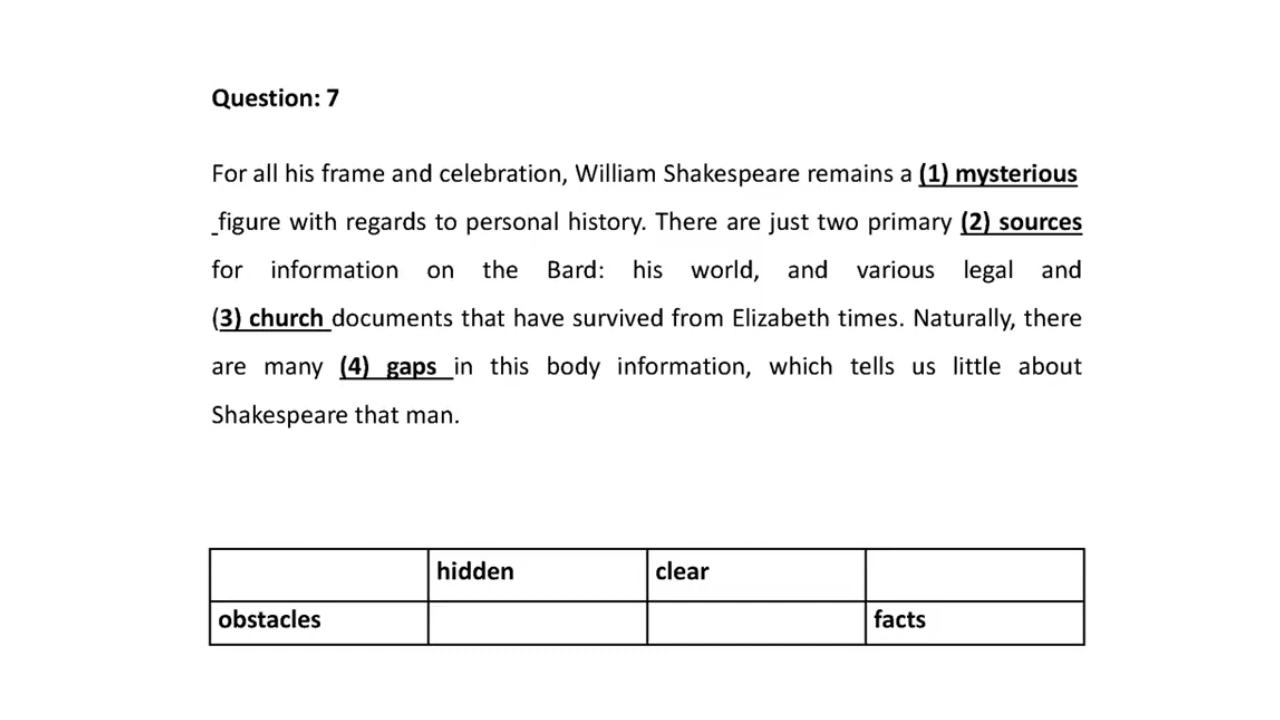 Question: 7
For all his frame and celebration, William Shakespeare remains a (1) mysterious
figure with regards to personal history. There are just two primary (2) sources
for information on the Bard: his world, and various legal and
(3) church documents that have survived from Elizabeth times. Naturally, there
are many (4) gaps in this body information, which tells us little about
Shakespeare that man.
hidden clear
obstacles facts